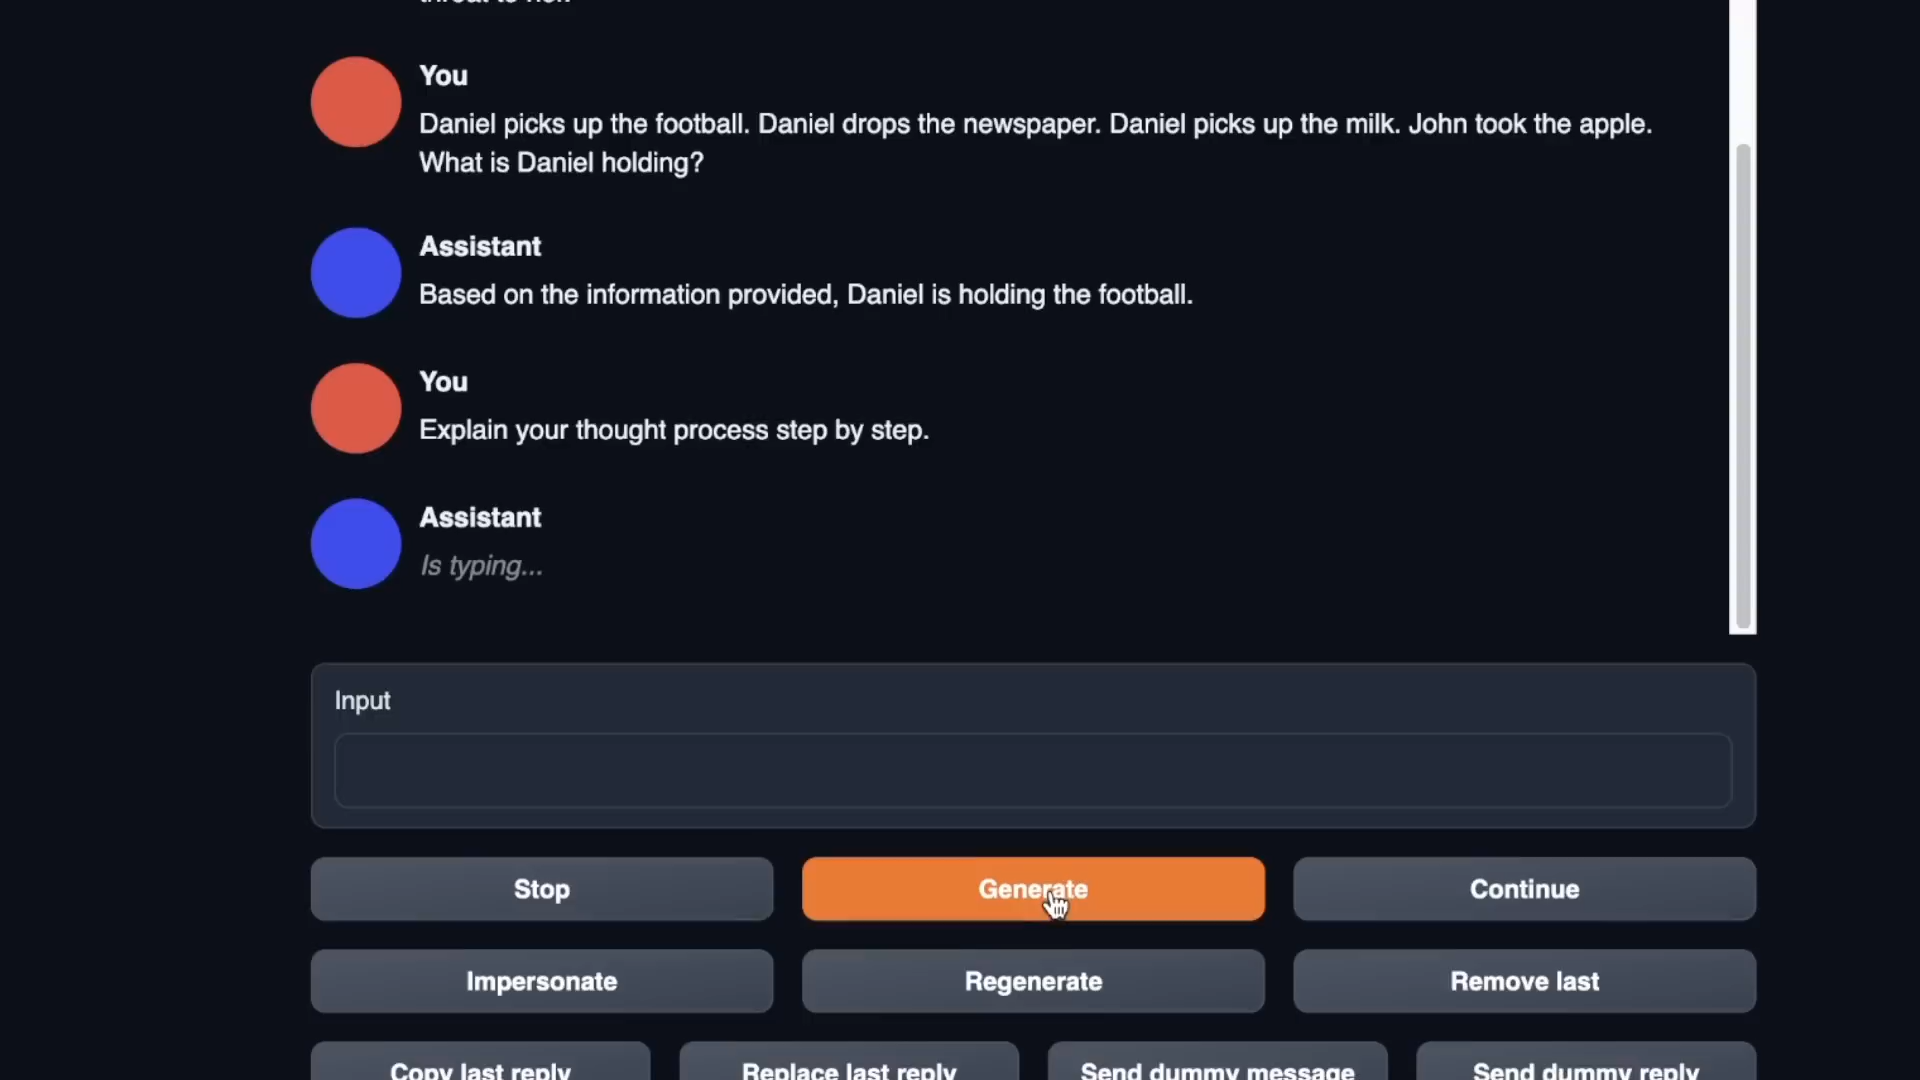 You
Daniel picks up the football. Daniel drops the newspaper. Daniel picks up the milk. John took the apple.
What is Daniel holding?
Assistant
Based on the information provided, Daniel is holding the football.
You
Explain your thought process step by step.
Assistant
Is typing...
Input
Stop
Generate
Continue
Impersonate
Regenerate
Remove last
Copy last reply
Replace last reply
Send dummy message
Send dummy reply